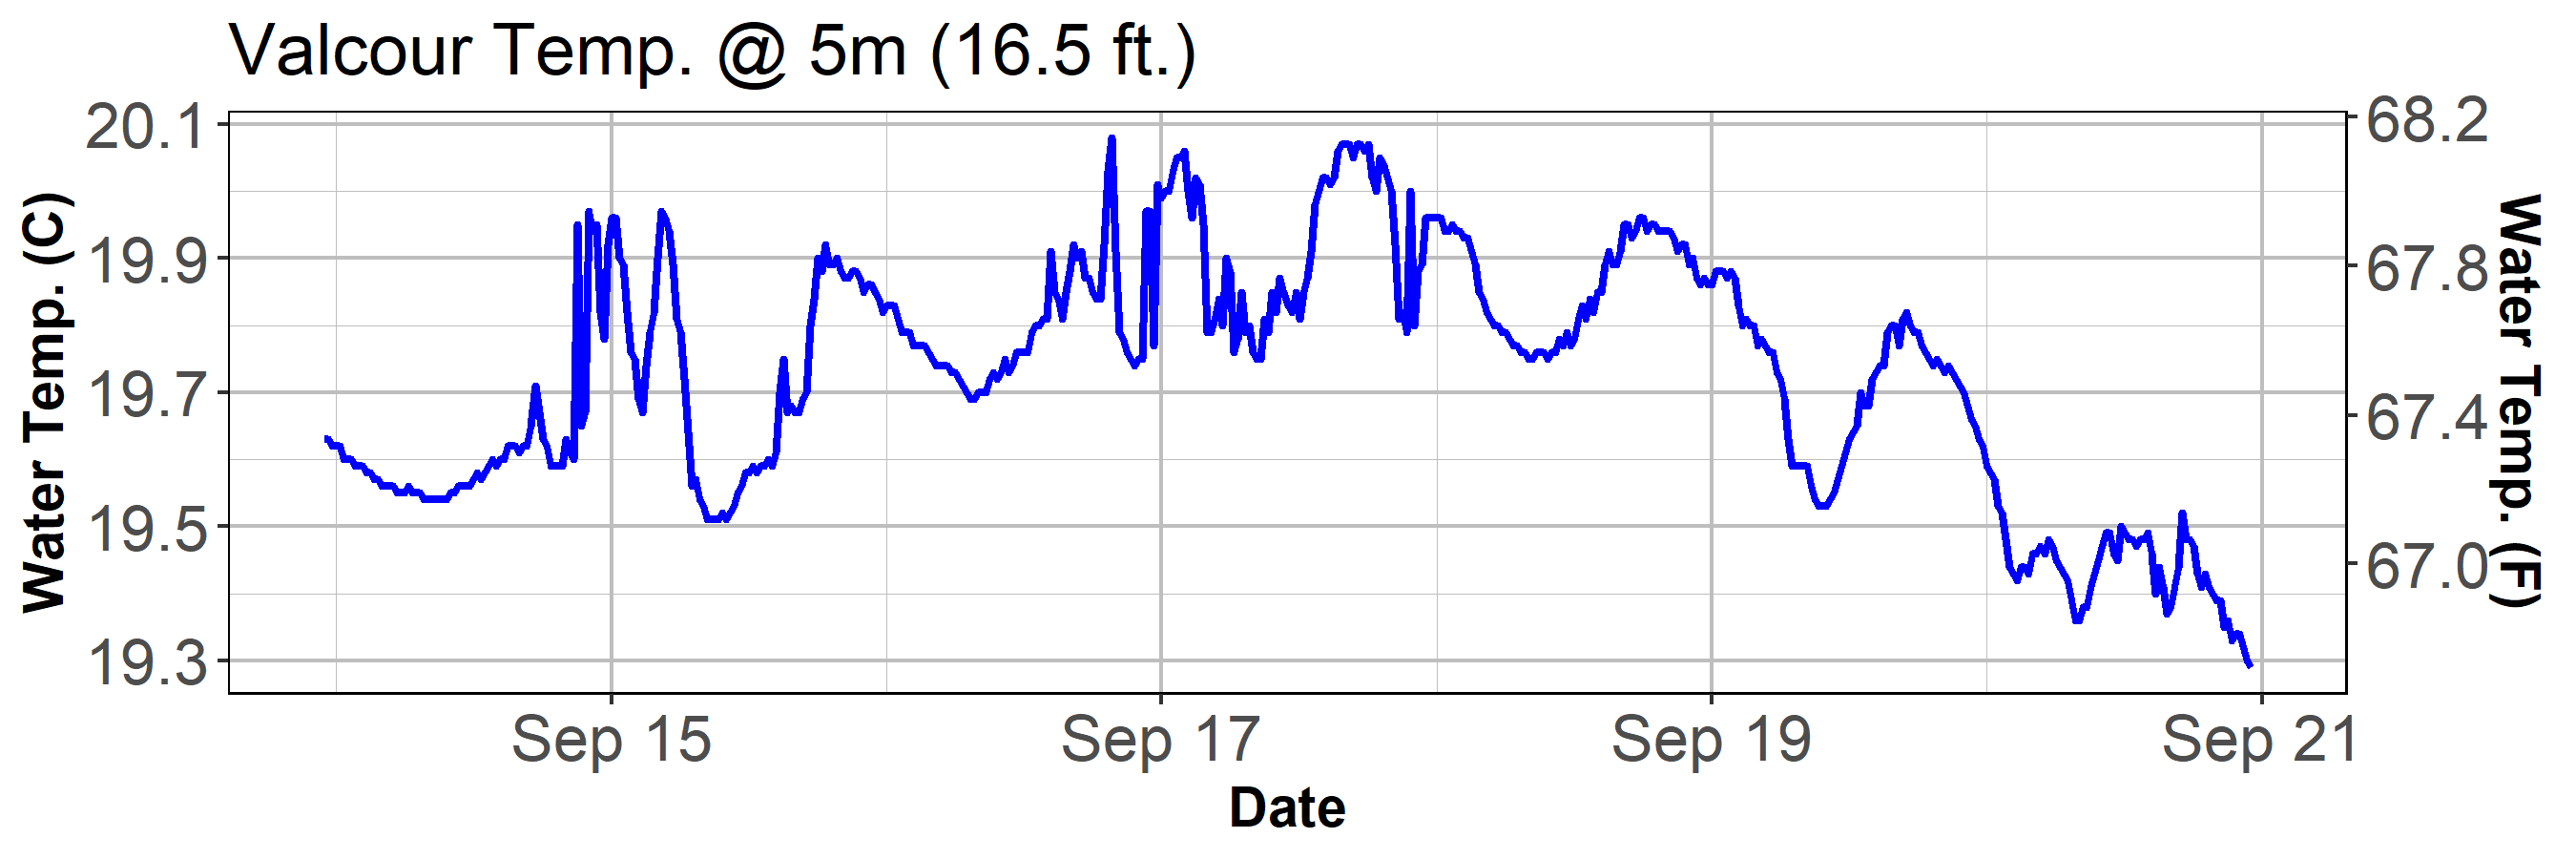 Valcour Temp. @ 5m (16.5 ft.)
Water Temp. (C)
20.1
19.9
19.7
19.5
19.3
68.2
67.8
67.4
67.0
Water Temp. (F)
Sep 15
Sep 17
Sep 19
Sep 21
Date